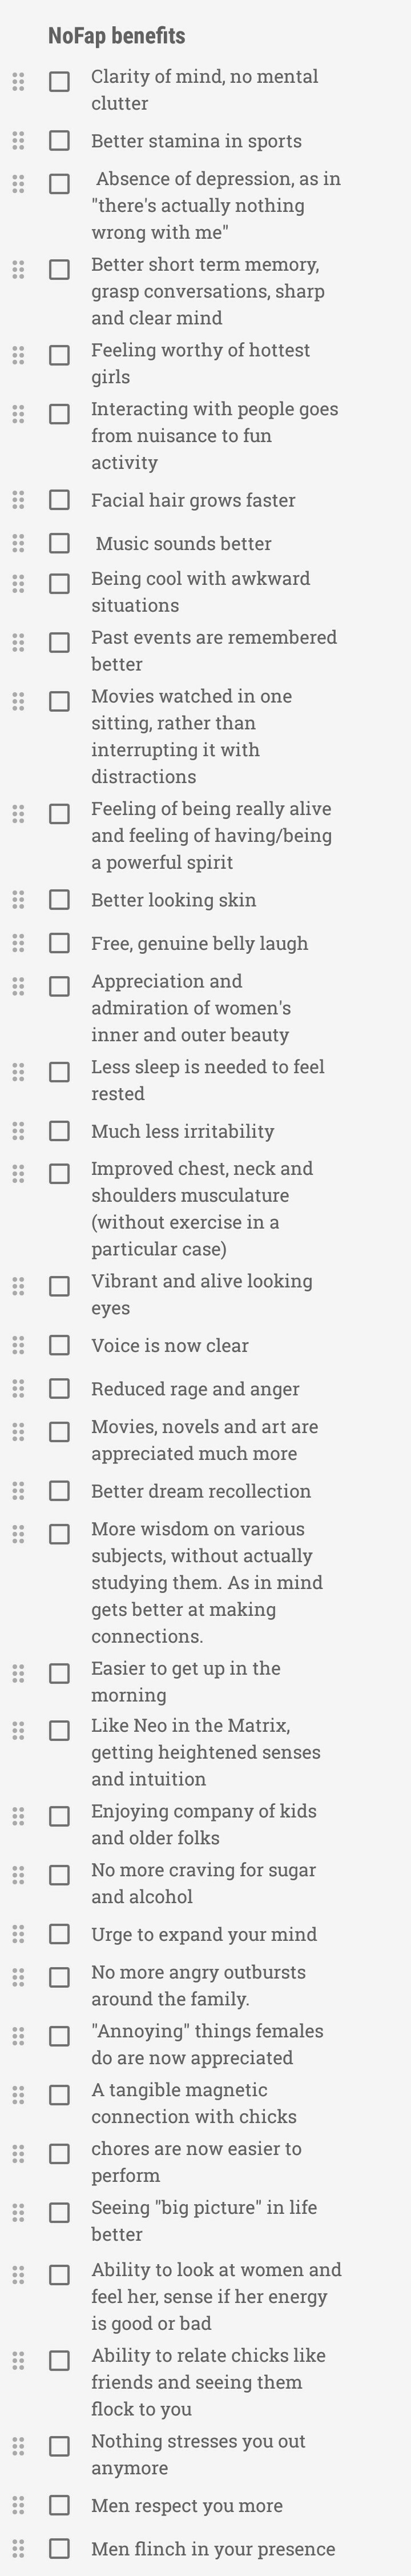 NoFap benefits
Clarity of mind, no mental
clutter
Better stamina in sports
Absence of depression, as in
"there's actually nothing
wrong with me"
Better short term memory,
grasp conversations, sharp
and clear mind
Feeling worthy of hottest
girls
Interacting with people goes
from nuisance to fun
activity
Facial hair grows faster
Music sounds better
Being cool with awkward
situations
Past events are remembered
better
Movies watched in one
sitting, rather than
interrupting it with
distractions
Feeling of being really alive
and feeling of having/being
a powerful spirit
Better looking skin
Free, genuine belly laugh
Appreciation and
admiration of women's
inner and outer beauty
Less sleep is needed to feel
rested
Much less irritability
Improved chest, neck and
shoulders musculature
(without exercise in a
particular case)
Vibrant and alive looking
eyes
Voice is now clear
Reduced rage and anger
Movies, novels and art are
appreciated much more
Better dream recollection
More wisdom on various
subjects, without actually
studying them. As in mind
gets better at making
connections.
Easier to get up in the
morning
Like Neo in the Matrix,
getting heightened senses
and intuition
Enjoying company of kids
and older folks
No more craving for sugar
and alcohol
Urge to expand your mind
No more angry outbursts
around the family.
"Annoying" things females
do are now appreciated
A tangible magnetic
connection with chicks
chores are now easier to
perform
Seeing "big picture" in life
better
Ability to look at women and
feel her, sense if her energy
is good or bad
Ability to relate chicks like
friends and seeing them
flock to you
Nothing stresses you out
anymore
Men respect you more
Men flinch in your presence